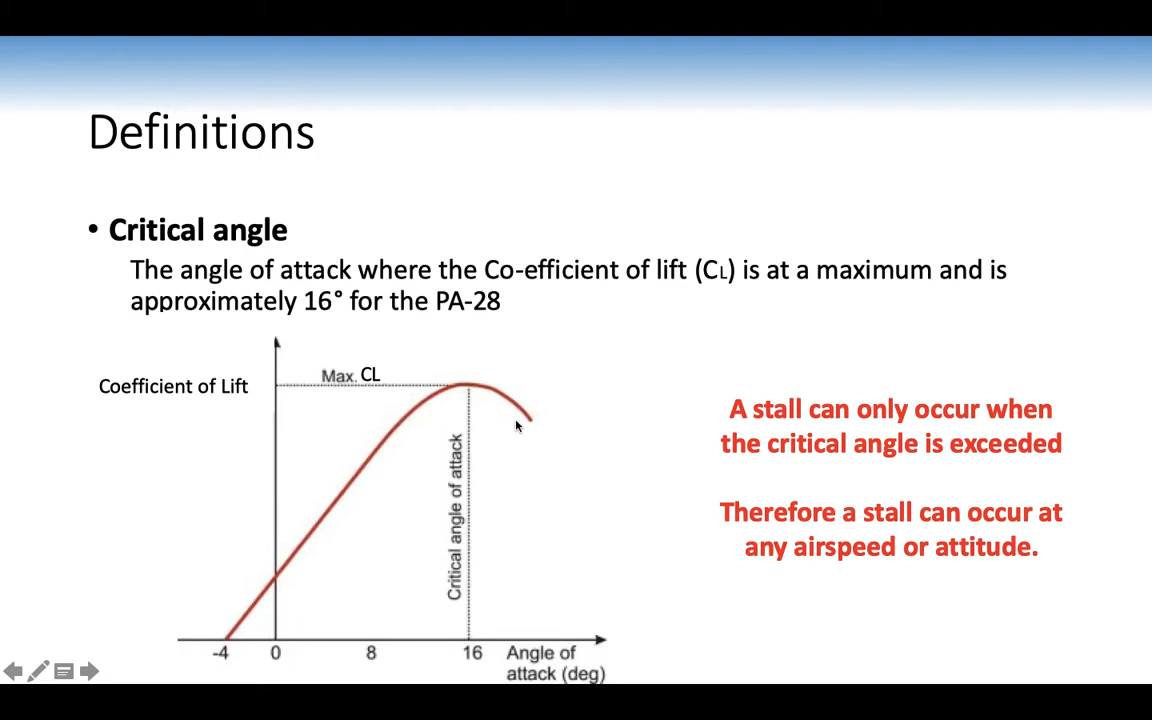 Definitions
• Critical angle
The angle of attack where the Co-efficient of lift (CL) is at a maximum and is
approximately 16° for the PA-28
Coefficient of Lift
Max. CL
Critical angle of attack
-4 0 8 16 Angle of
attack (deg)
A stall can only occur when
the critical angle is exceeded
Therefore a stall can occur at
any airspeed or attitude.